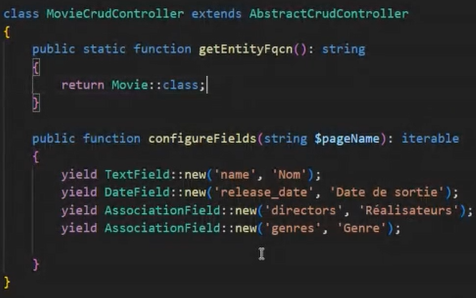 class MovieCrudController extends AbstractCrudController
{
public static function getEntityFqcn(): string
{
return Movie::class;
}
public function configureFields(string $pageName): iterable
{
yield TextField::new('name', 'Nom');
yield DateField::new('release_date', 'Date de sortie');
yield AssociationField::new('directors', 'Réalisateurs');
yield AssociationField::new('genres', 'Genre');
}
}